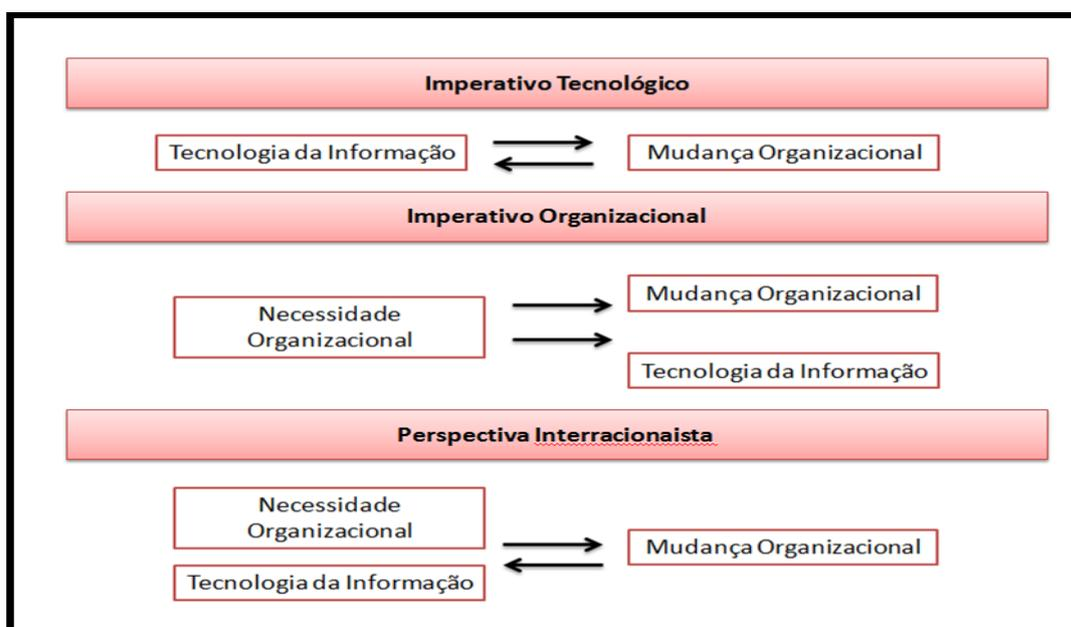 Imperativo Tecnológico
Tecnologia da Informação
Mudança Organizacional
Imperativo Organizacional
Necessidade
Organizacional
Mudança Organizacional
Tecnologia da Informação
Perspectiva Interracionaista
Necessidade
Organizacional
Tecnologia da Informação
Mudança Organizacional